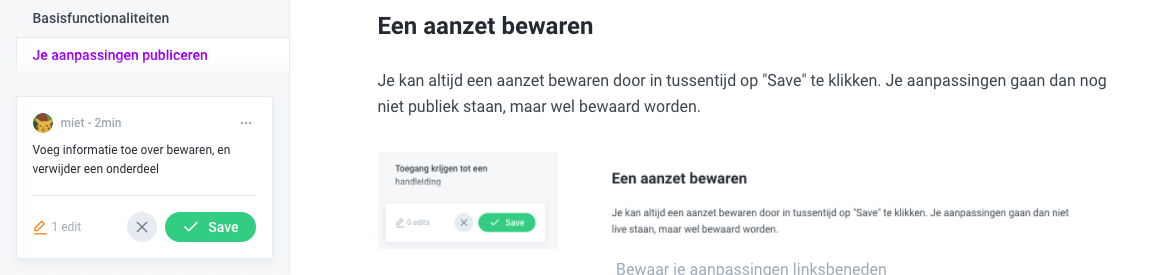 Basisfunctionaliteiten
Je aanpassingen publiceren
miet - 2min
Voeg informatie toe over bewaren, en
verwijder een onderdeel
1 edit
Save
Een aanzet bewaren
Je kan altijd een aanzet bewaren door in tussentijd op "Save" te klikken. Je aanpassingen gaan dan nog
niet publiek staan, maar wel bewaard worden.
Toegang krijgen tot een
handleiding
0 edits
Save
Een aanzet bewaren
Je kan altijd een aanzet bewaren door in tussentijd op "Save" te klikken. Je aanpassingen gaan dan niet
live staan, maar wel bewaard worden.
Bewaar je aanpassingen linksbeneden